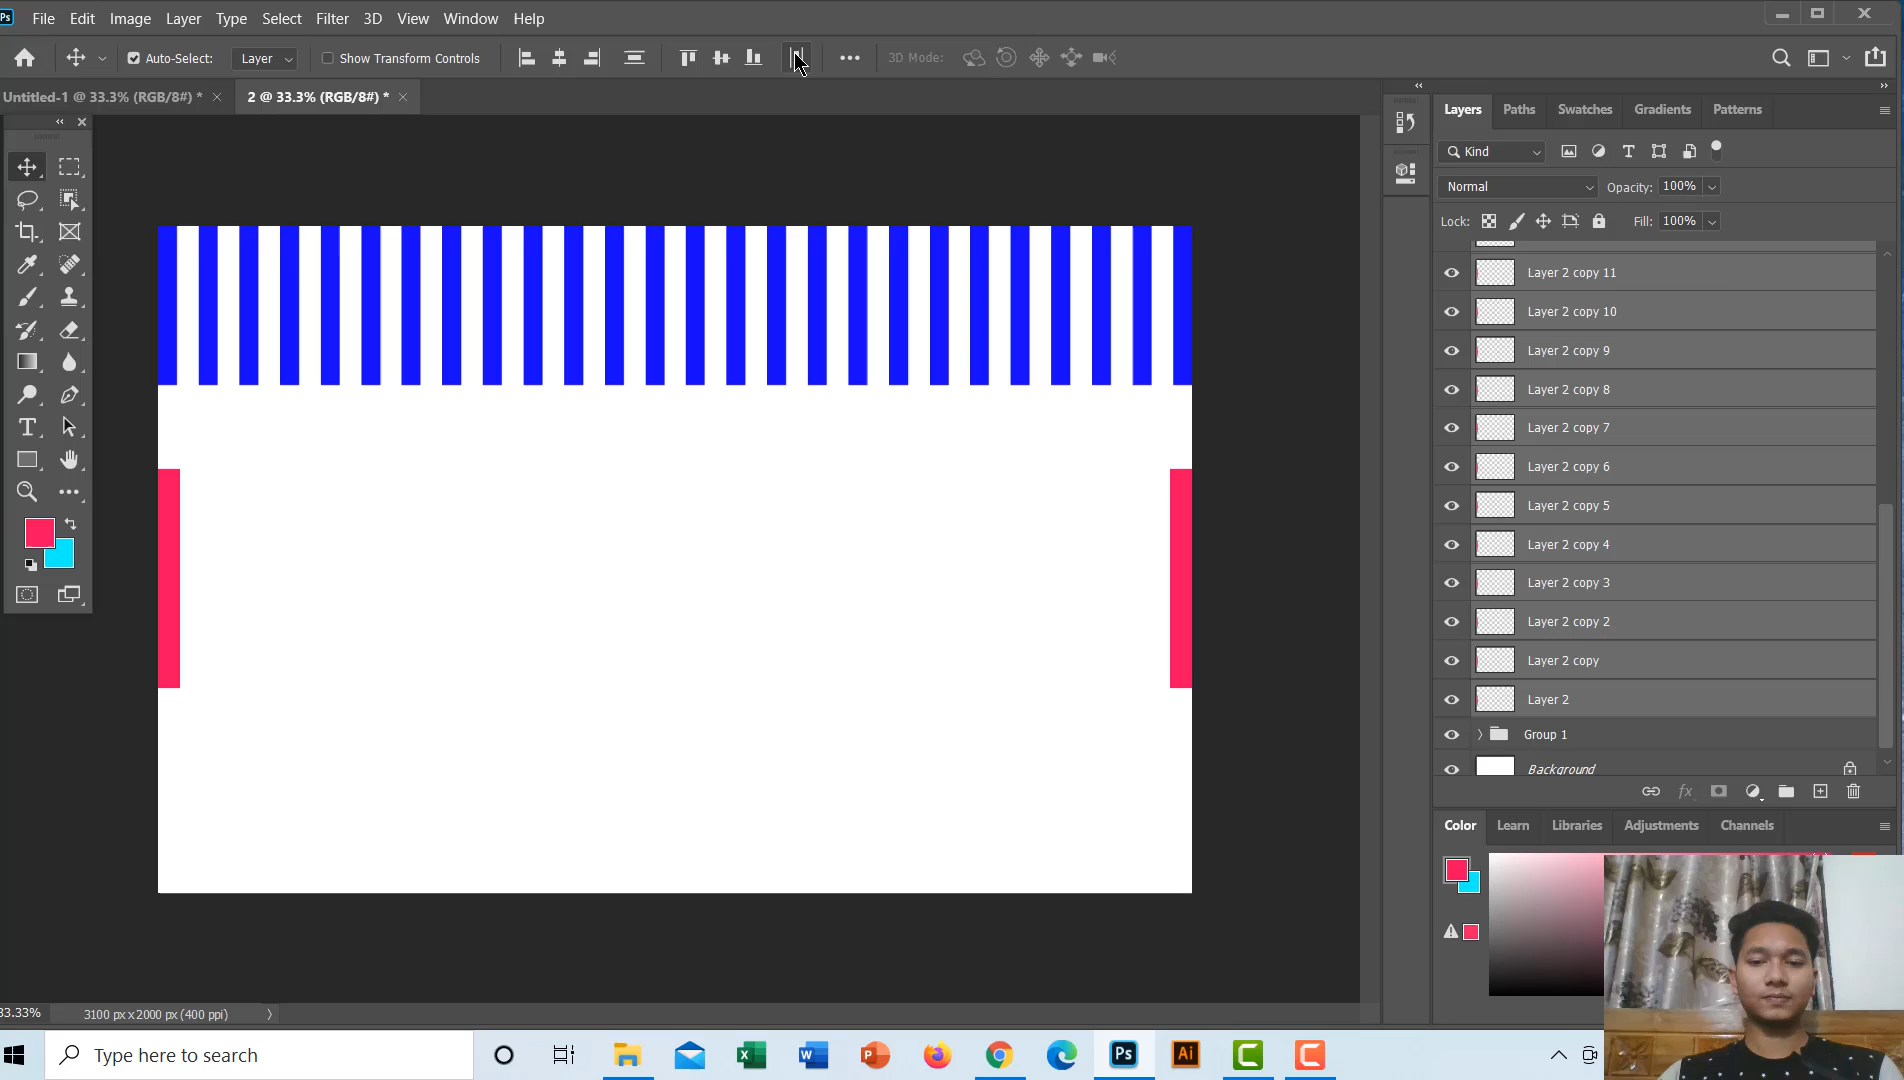 Ps File Edit Image Layer Type Select Filter 3D View Window Help
Auto-Select: Layer Show Transform Controls 3D Mode:
Untitled-1 @ 33.3% (RGB/8#) * 2 @ 33.3% (RGB/8#) *
Layers Paths Swatches Gradients Patterns
Kind
Normal Opacity: 100%
Lock: Fill: 100%
Layer 2 copy 11
Layer 2 copy 10
Layer 2 copy 9
Layer 2 copy 8
Layer 2 copy 7
Layer 2 copy 6
Layer 2 copy 5
Layer 2 copy 4
Layer 2 copy 3
Layer 2 copy 2
Layer 2 copy
Layer 2
Group 1
Background
fx
Color Learn Libraries Adjustments Channels
33.33% 3100 px x 2000 px (400 ppi)
Type here to search
Ps Ai